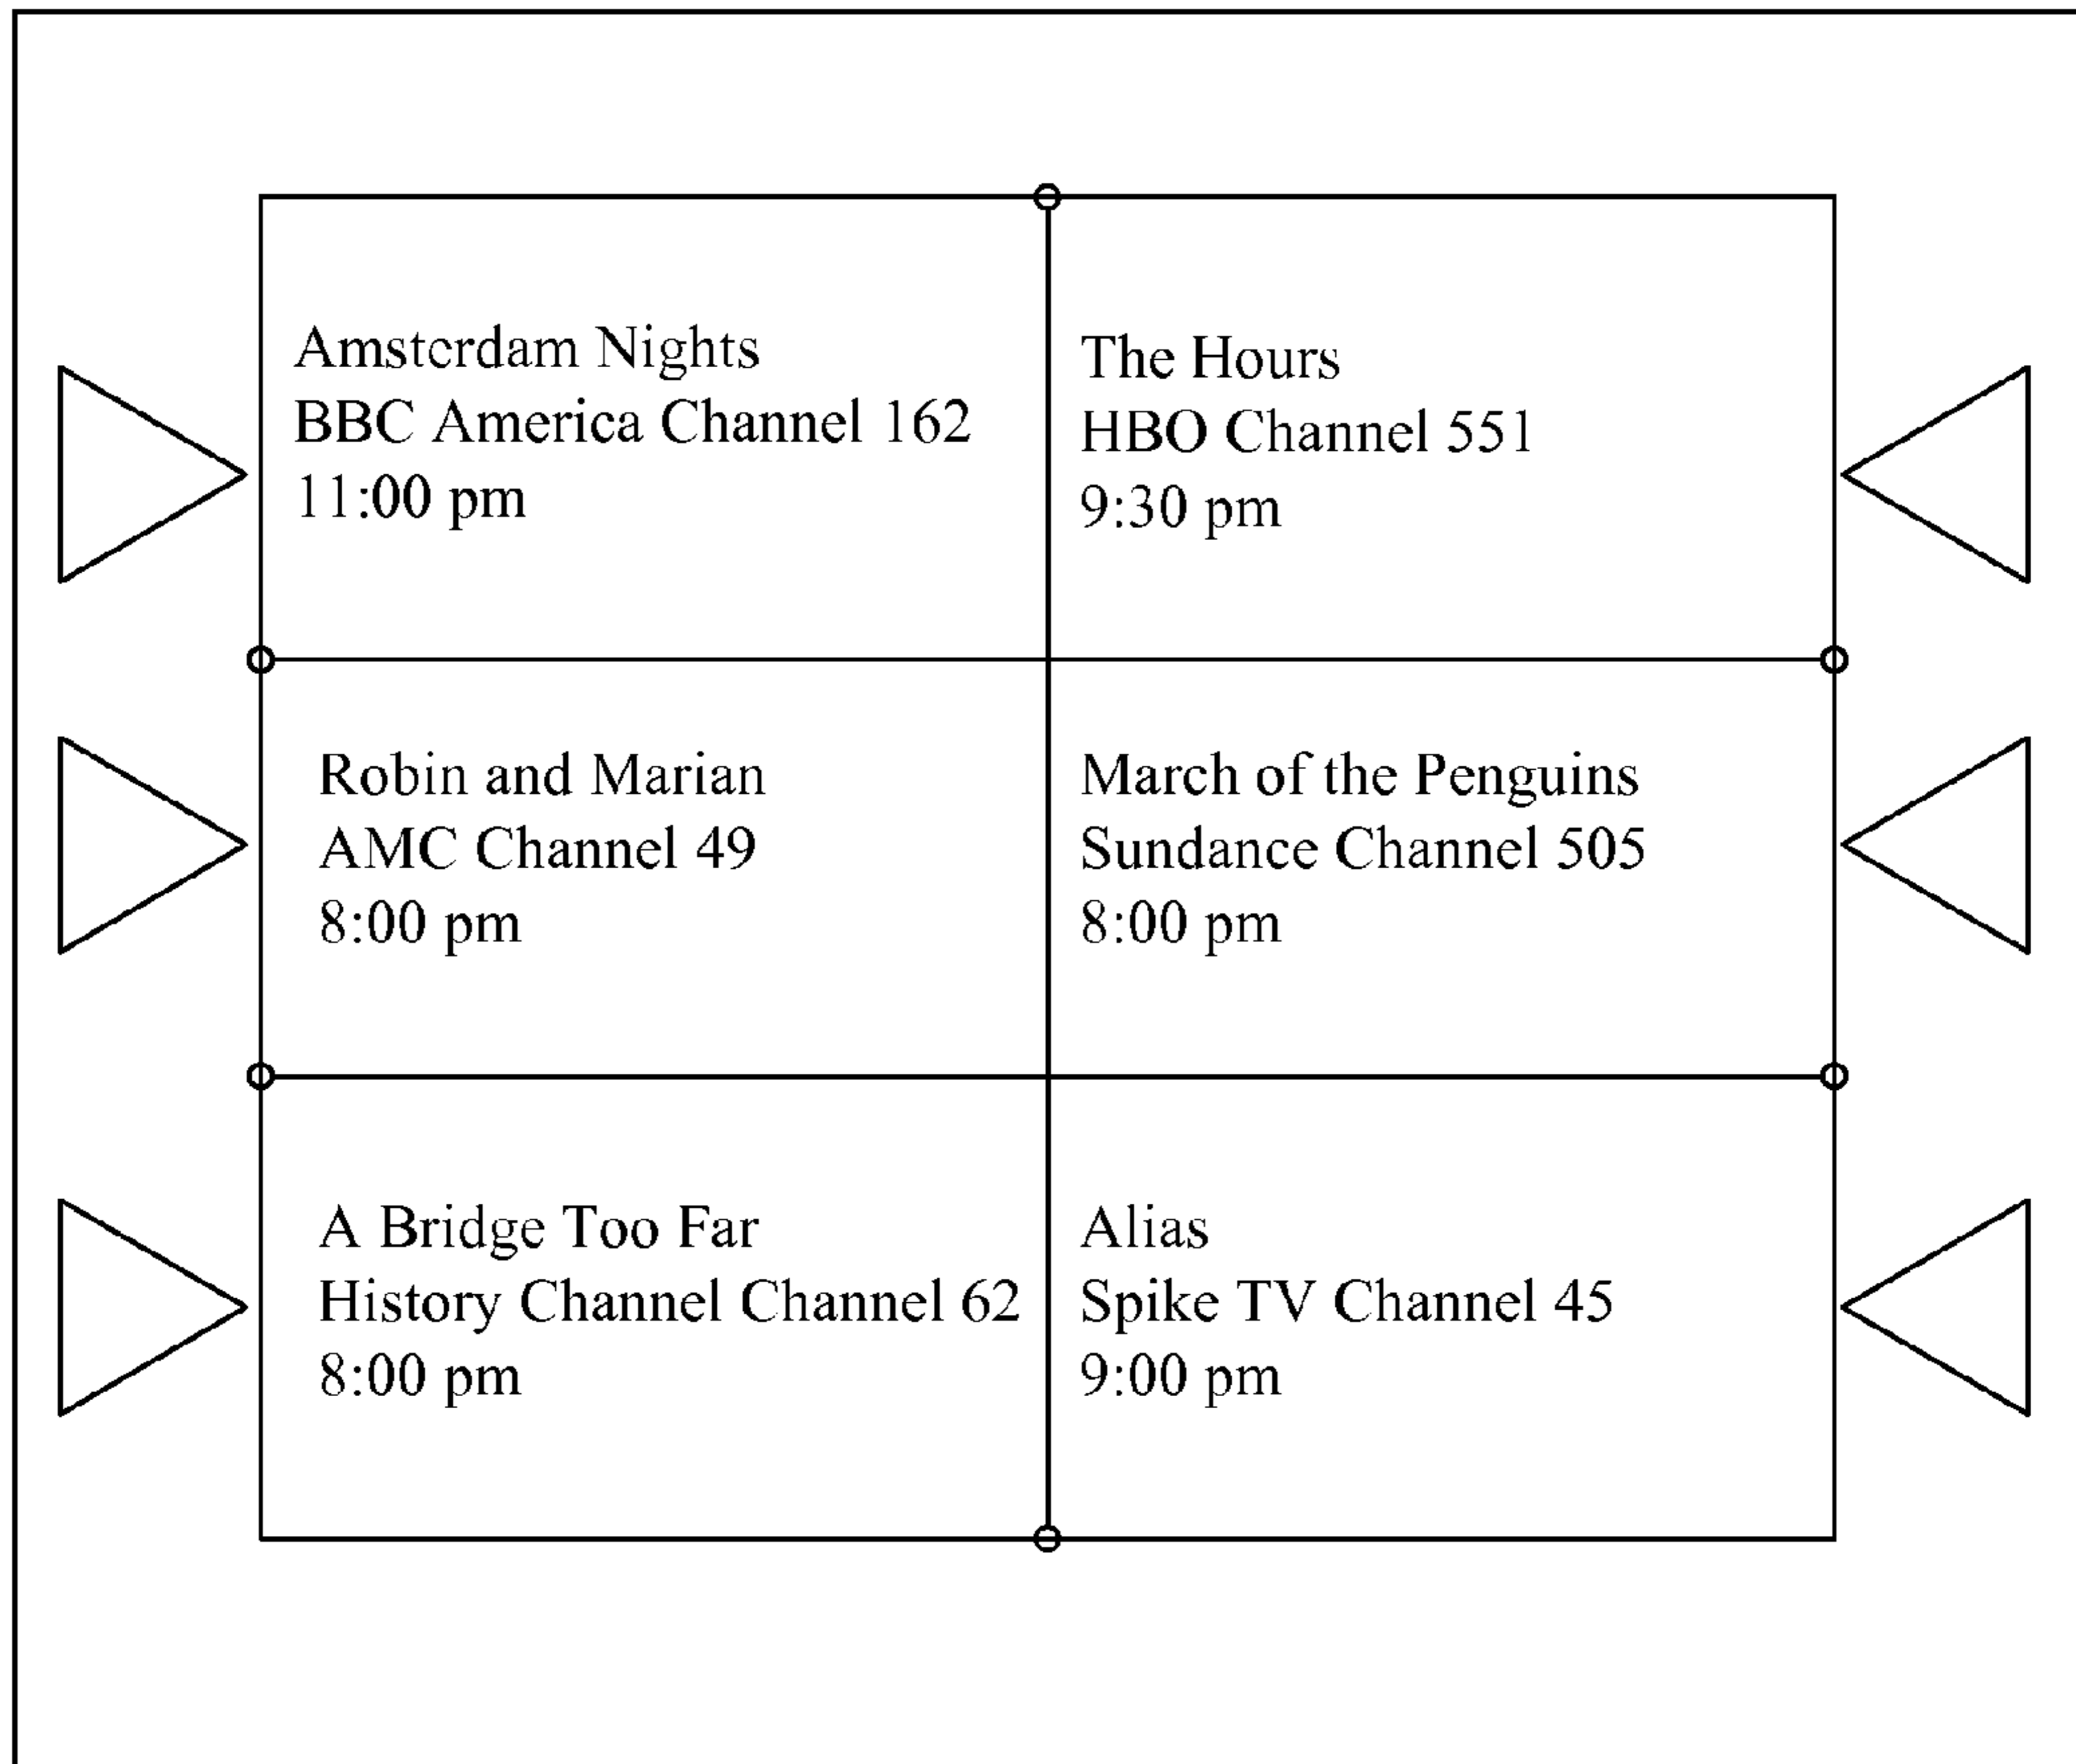 Amsterdam Nights
BBC America Channel 162
11:00 pm
The Hours
HBO Channel 551
9:30 pm
Robin and Marian
AMC Channel 49
8:00 pm
March of the Penguins
Sundance Channel 505
8:00 pm
A Bridge Too Far
History Channel Channel 62
8:00 pm
Alias
Spike TV Channel 45
9:00 pm